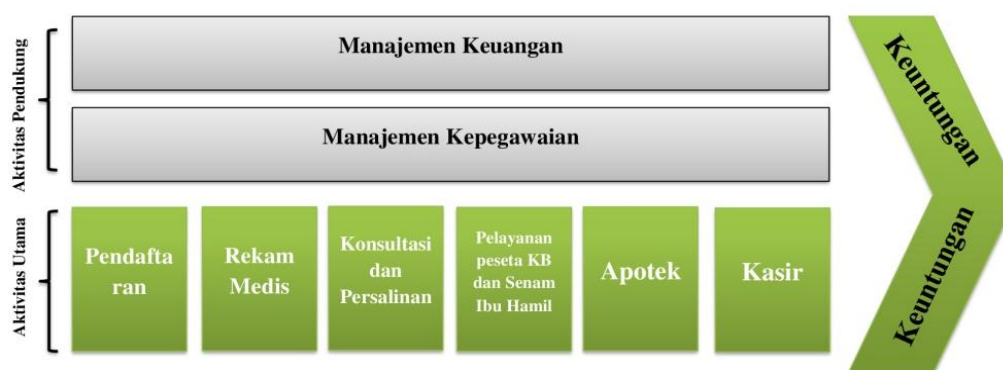 Aktivitas Pendukung
Manajemen Keuangan
Manajemen Kepegawaian
Aktivitas Utama
Pendafta
ran
Rekam
Medis
Konsultasi
dan
Persalinan
Pelayanan
peseta KB
dan Senam
Ibu Hamil
Apotek
Kasir
Keuntungan
Keuntungan